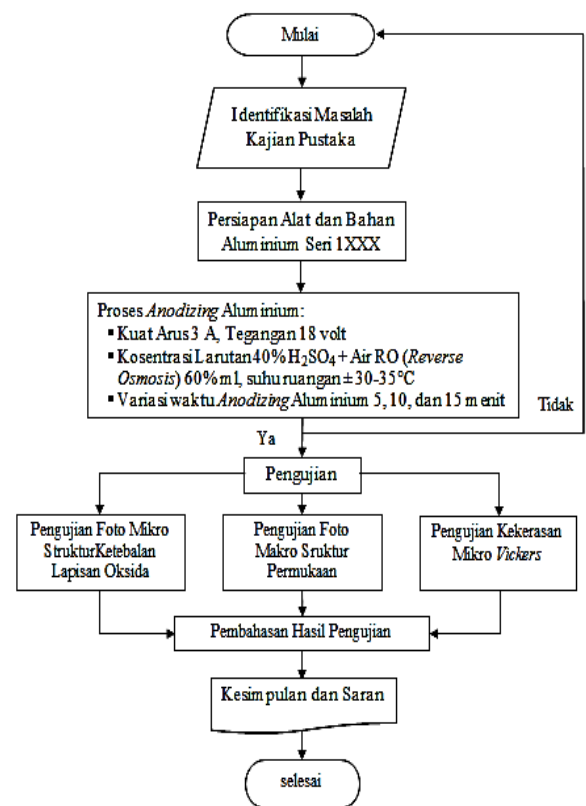 Mulai
Identifikasi Masalah
Kajian Pustaka
Persiapan Alat dan Bahan
Aluminium Seri 1XXX
Proses Anodizing Aluminium:
▪ Kuat Arus 3 A, Tegangan 18 volt
▪ Kosentrasi Larutan 40% H₂SO₄ + Air RO (Reverse
Osmosis) 60% ml, suhu ruangan ± 30-35°C
▪ Variasi waktu Anodizing Aluminium 5, 10, dan 15 menit
Tidak
Ya
Pengujian
Pengujian Foto Mikro
Struktur Ketebalan
Lapisan Oksida
Pengujian Foto
Makro Sruktur
Permukaan
Pengujian Kekerasan
Mikro Vickers
Pembahasan Hasil Pengujian
Kesimpulan dan Saran
selesai